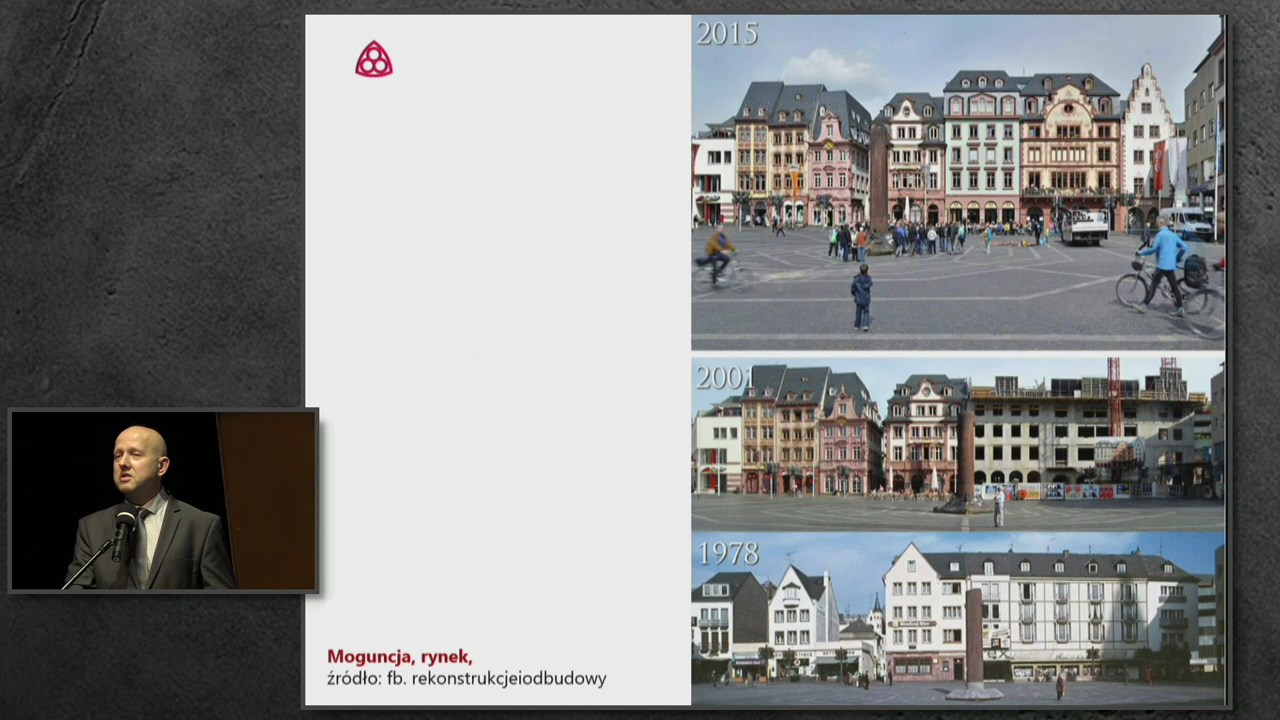 2015
2001
1978
Moguncja, rynek,
źródło: fb. rekonstrukcjeiodbudowy